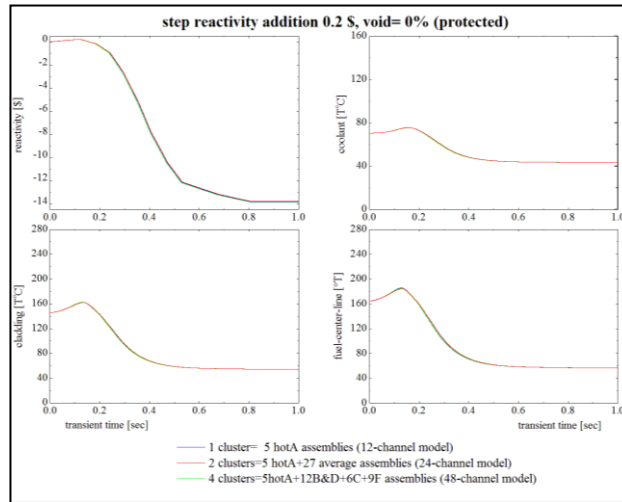 step reactivity addition 0.2 $, void= 0% (protected)
0
-2
-4
-6
-8
-10
-12
-14
reactivity [$]
0.0 0.2 0.4 0.6 0.8 1.0
160
120
80
40
0
coolant [T°C]
0.0 0.2 0.4 0.6 0.8 1.0
280
240
200
160
120
80
40
0
cladding [T°C]
0.0 0.2 0.4 0.6 0.8 1.0
transient time [sec]
280
240
200
160
120
80
40
0
fuel-center-line [°T]
0.0 0.2 0.4 0.6 0.8 1.0
transient time [sec]
1 cluster= 5 hotA assemblies (12-channel model)
2 clusters=5 hotA+27 average assemblies (24-channel model)
4 clusters=5hotA+12B&D+6C+9F assemblies (48-channel model)